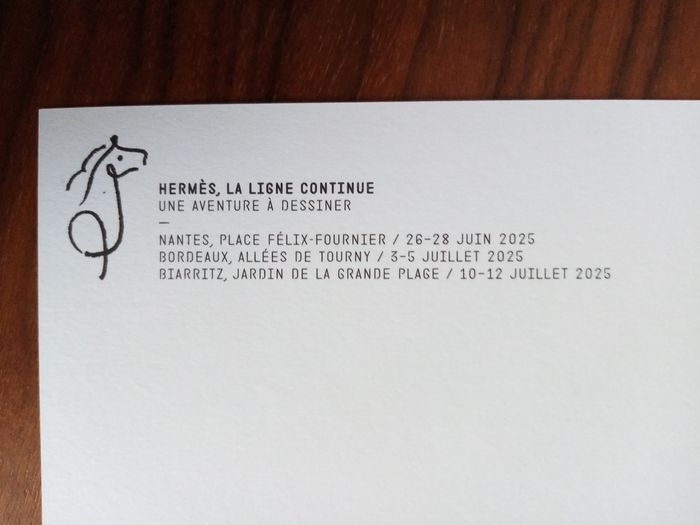 HERMÈS, LA LIGNE CONTINUE
UNE AVENTURE À DESSINER
—
NANTES, PLACE FÉLIX-FOURNIER / 26-28 JUIN 2025
BORDEAUX, ALLÉES DE TOURNY / 3-5 JUILLET 2025
BIARRITZ, JARDIN DE LA GRANDE PLAGE / 10-12 JUILLET 2025